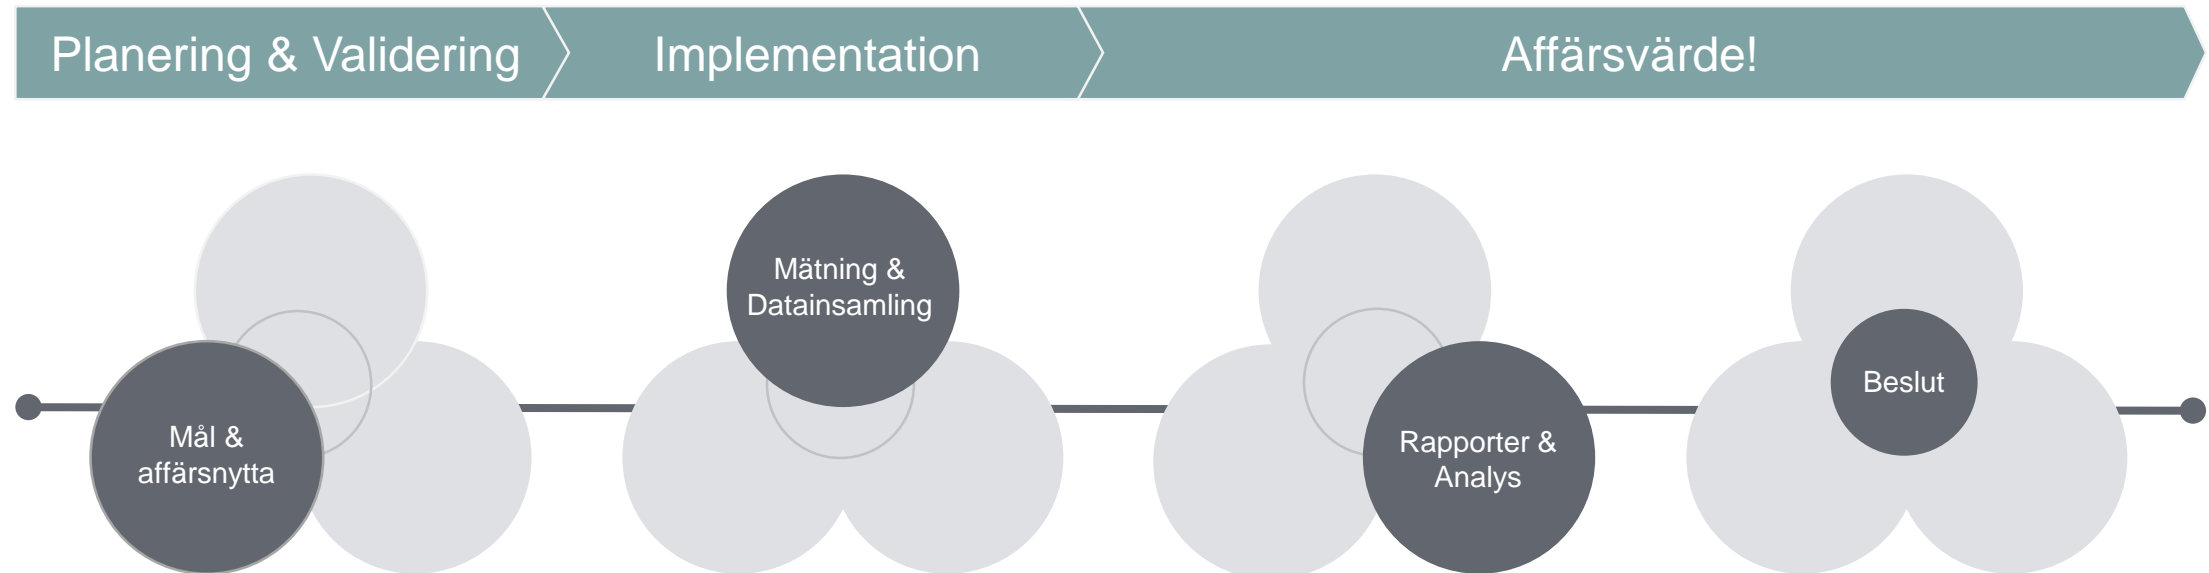 Planering & Validering
Implementation
Affärsvärde!
Mål &
affärsnytta
Mätning &
Datainsamling
Rapporter &
Analys
Beslut